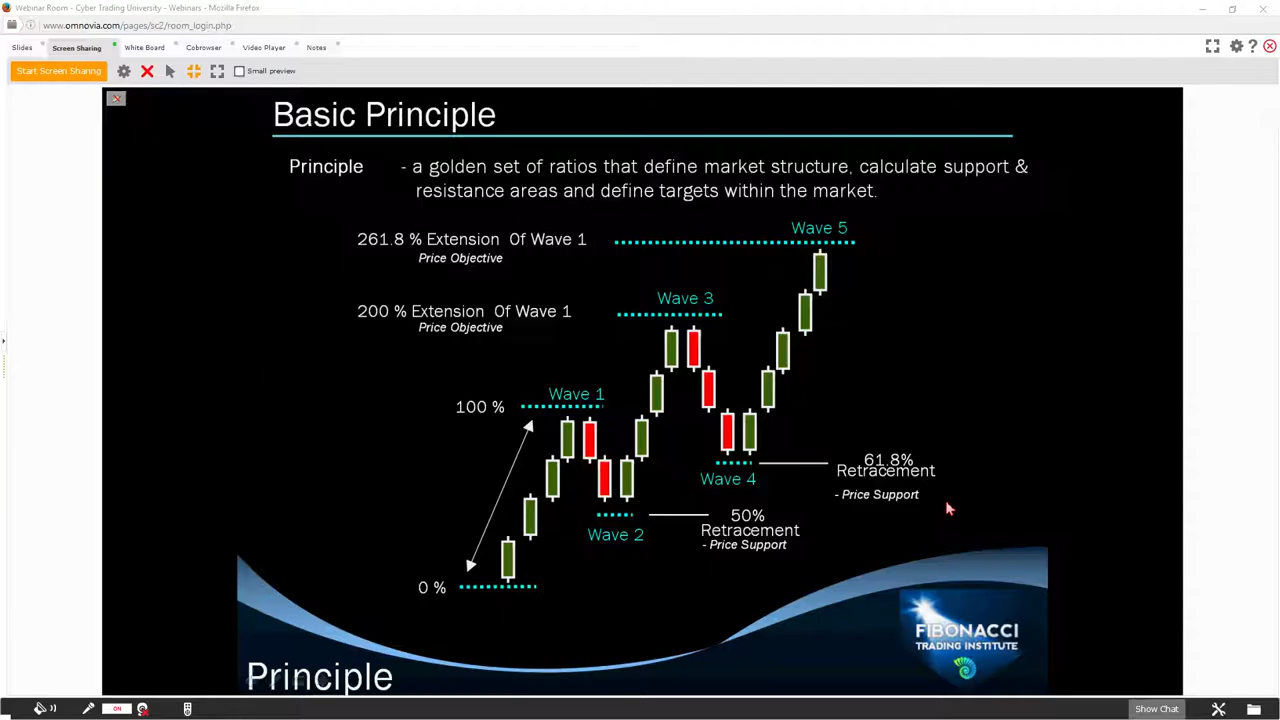 Webinar Room - Cyber Trading University - Webinars - Mozilla Firefox
www.omnovia.com/pages/sc2/room_login.php
Slides Screen Sharing White Board Cobrowser Video Player Notes
Start Screen Sharing Small preview
Basic Principle
Principle - a golden set of ratios that define market structure, calculate support &
resistance areas and define targets within the market.
Wave 5
261.8 % Extension Of Wave 1
Price Objective
Wave 3
200 % Extension Of Wave 1
Price Objective
Wave 1
100 %
61.8%
Retracement
Wave 4
- Price Support
50%
Retracement
Wave 2
- Price Support
0 %
FIBONACCI
TRADING INSTITUTE
Principle
ON
Show Chat